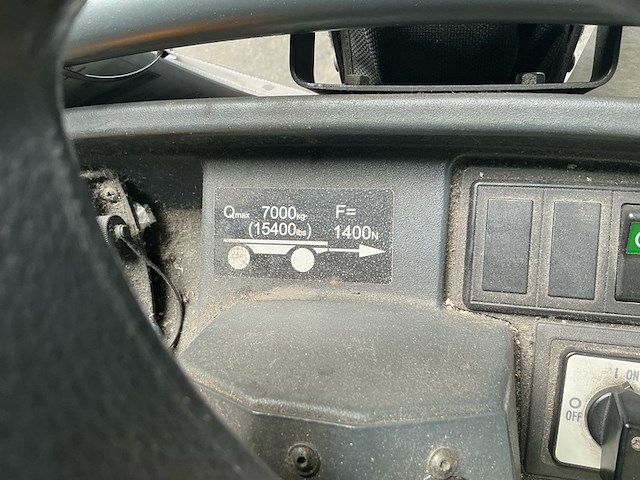 Qmax 7000kg F=
(15400lbs) 1400N
I ON
O
OFF